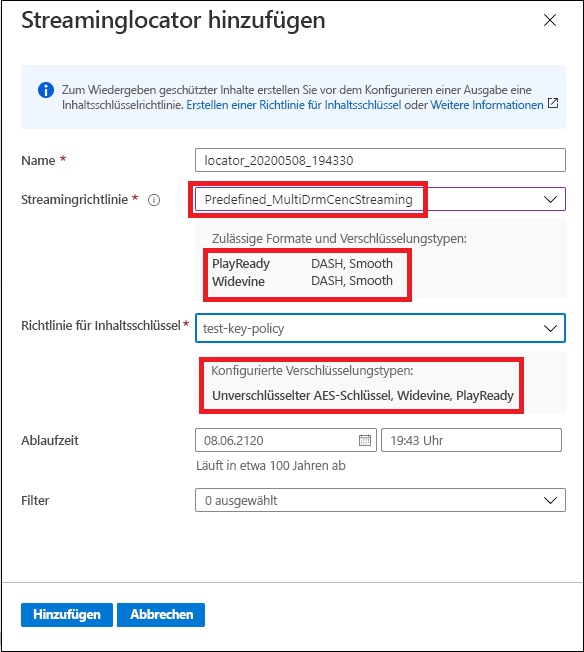 Streaminglocator hinzufügen
Zum Wiedergeben geschützter Inhalte erstellen Sie vor dem Konfigurieren einer Ausgabe eine
Inhaltsschlüsselrichtlinie. Erstellen einer Richtlinie für Inhaltsschlüssel oder Weitere Informationen
Name * locator_20200508_194330
Streamingrichtlinie * Predefined_MultiDrmCencStreaming
Zulässige Formate und Verschlüsselungstypen:
PlayReady DASH, Smooth
Widevine DASH, Smooth
Richtlinie für Inhaltsschlüssel * test-key-policy
Konfigurierte Verschlüsselungstypen:
Unverschlüsselter AES-Schlüssel, Widevine, PlayReady
Ablaufzeit 08.06.2120 19:43 Uhr
Läuft in etwa 100 Jahren ab
Filter 0 ausgewählt
Hinzufügen Abbrechen